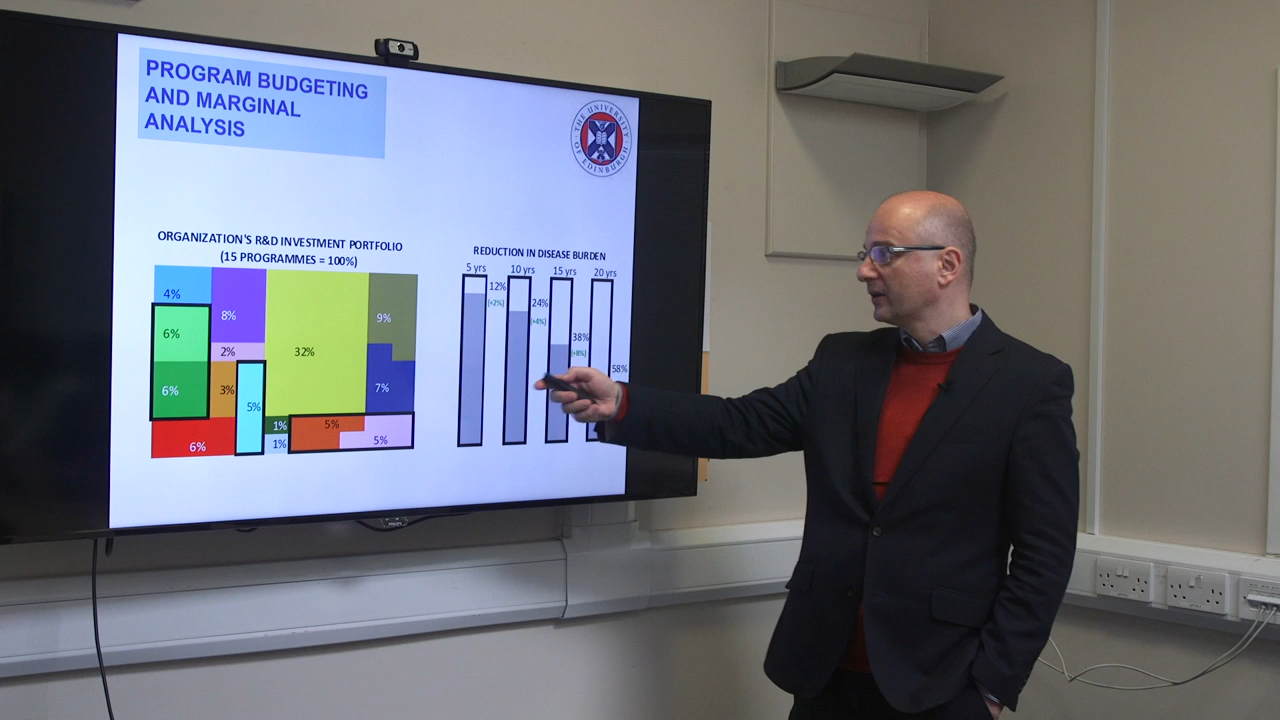 PROGRAM BUDGETING
AND MARGINAL
ANALYSIS
THE UNIVERSITY OF EDINBURGH
ORGANIZATION'S R&D INVESTMENT PORTFOLIO
(15 PROGRAMMES = 100%)
4%
8%
9%
6%
2%
32%
6%
3%
7%
5%
1%
5%
6%
1%
5%
REDUCTION IN DISEASE BURDEN
5 yrs
10 yrs
15 yrs
20 yrs
12%
(+2%)
24%
(+4%)
38%
(+8%)
58%
PHILIPS